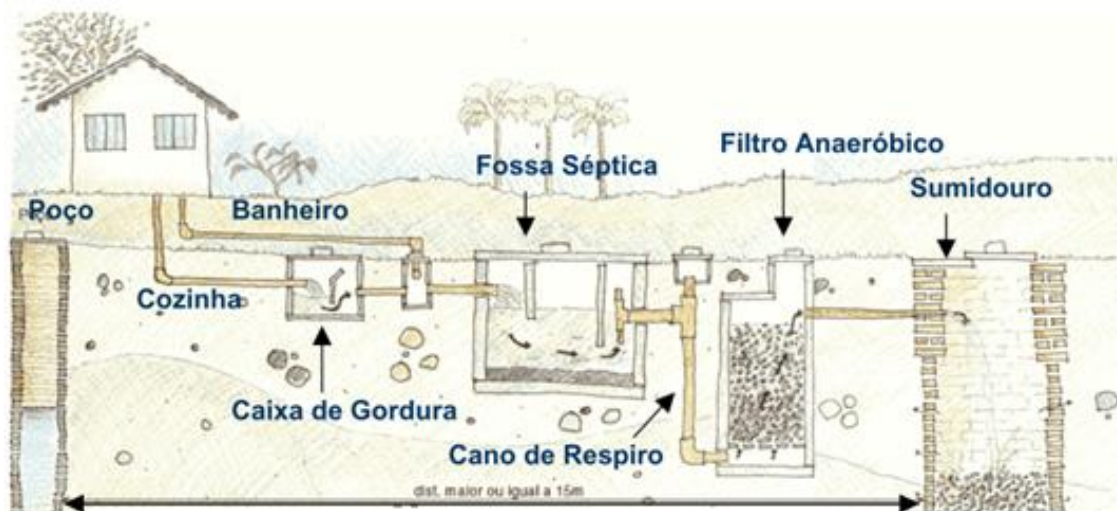 Filtro Anaeróbico
Fossa Séptica
Sumidouro
Poço
Banheiro
Cozinha
Caixa de Gordura
Cano de Respiro
dist. maior ou igual a 15m